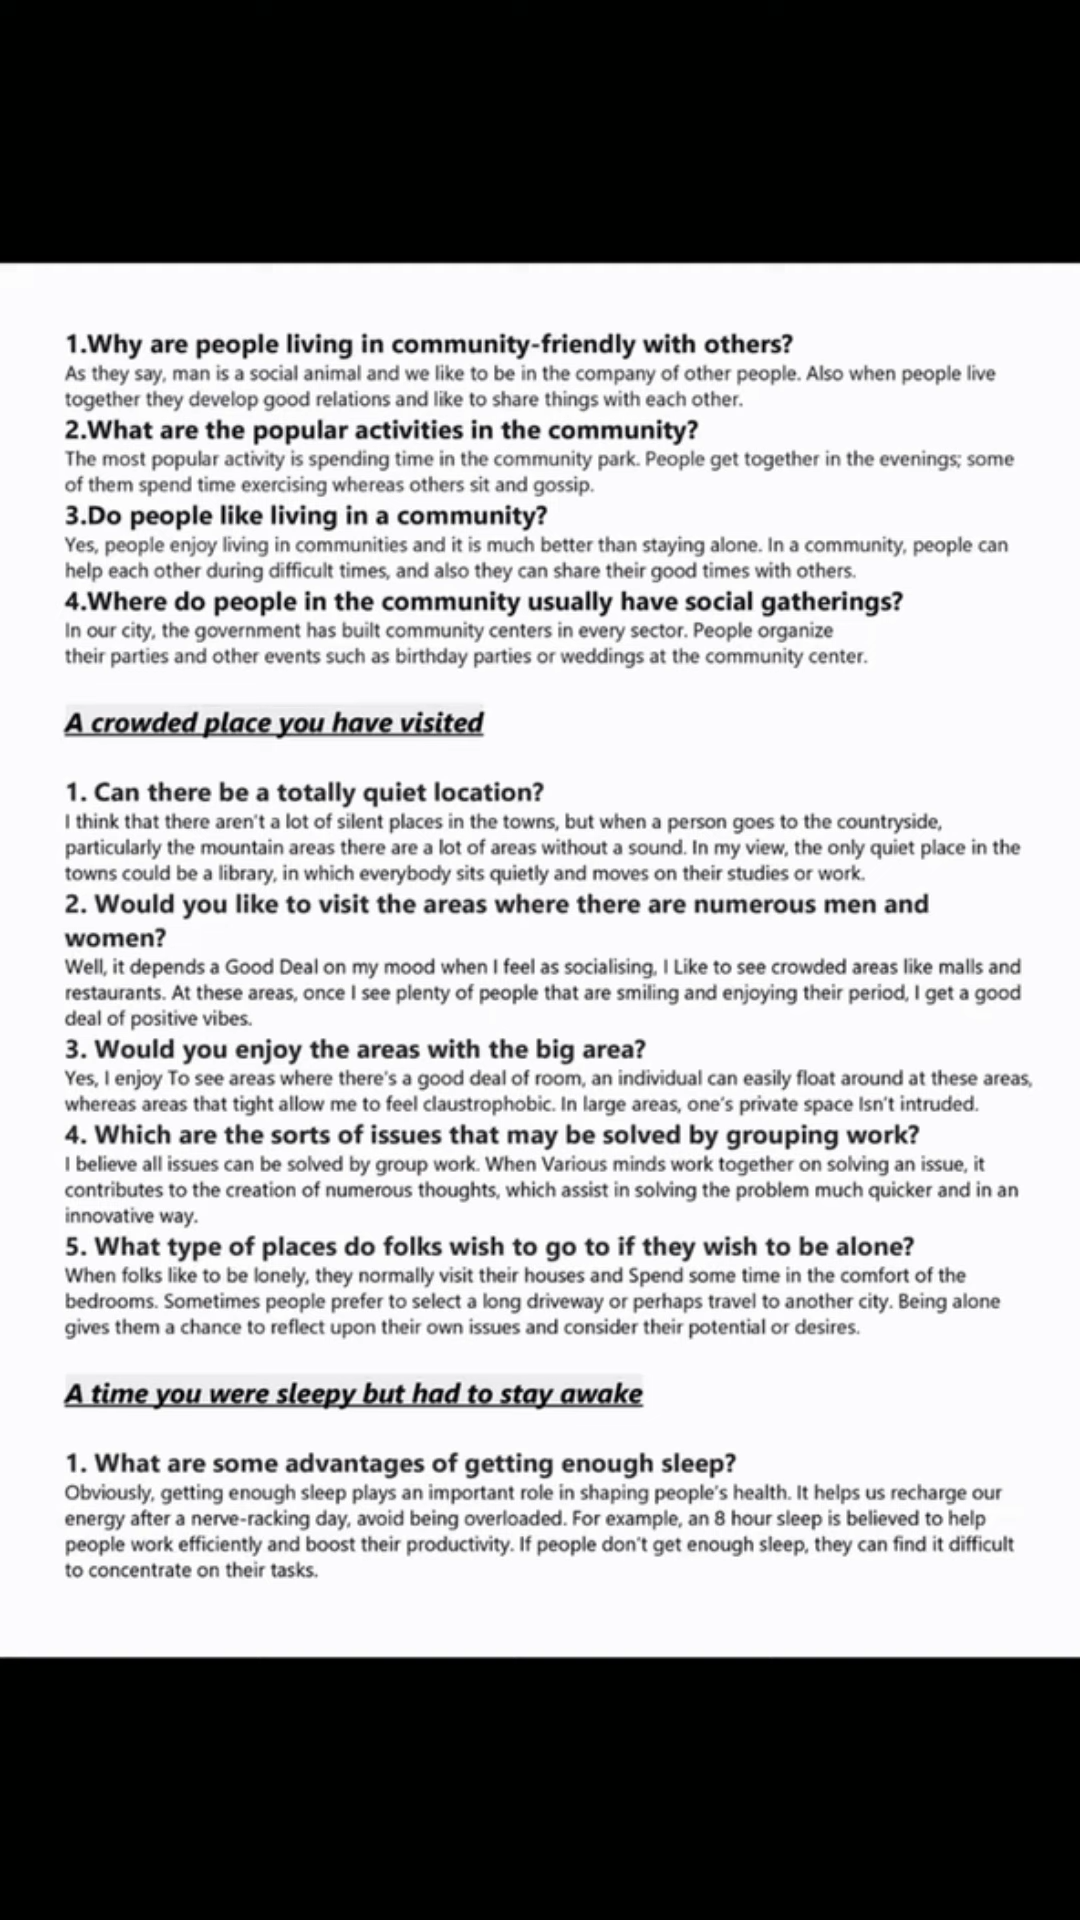 1.Why are people living in community-friendly with others?
As they say, man is a social animal and we like to be in the company of other people. Also when people live
together they develop good relations and like to share things with each other.
2.What are the popular activities in the community?
The most popular activity is spending time in the community park. People get together in the evenings; some
of them spend time exercising whereas others sit and gossip.
3.Do people like living in a community?
Yes, people enjoy living in communities and it is much better than staying alone. In a community, people can
help each other during difficult times, and also they can share their good times with others.
4.Where do people in the community usually have social gatherings?
In our city, the government has built community centers in every sector. People organize
their parties and other events such as birthday parties or weddings at the community center.
A crowded place you have visited
1. Can there be a totally quiet location?
I think that there aren't a lot of silent places in the towns, but when a person goes to the countryside,
particularly the mountain areas there are a lot of areas without a sound. In my view, the only quiet place in the
towns could be a library, in which everybody sits quietly and moves on their studies or work.
2. Would you like to visit the areas where there are numerous men and
women?
Well, it depends a Good Deal on my mood when I feel as socialising, I Like to see crowded areas like malls and
restaurants. At these areas, once I see plenty of people that are smiling and enjoying their period, I get a good
deal of positive vibes.
3. Would you enjoy the areas with the big area?
Yes, I enjoy To see areas where there's a good deal of room, an individual can easily float around at these areas,
whereas areas that tight allow me to feel claustrophobic. In large areas, one's private space Isn't intruded.
4. Which are the sorts of issues that may be solved by grouping work?
I believe all issues can be solved by group work. When Various minds work together on solving an issue, it
contributes to the creation of numerous thoughts, which assist in solving the problem much quicker and in an
innovative way.
5. What type of places do folks wish to go to if they wish to be alone?
When folks like to be lonely, they normally visit their houses and Spend some time in the comfort of the
bedrooms. Sometimes people prefer to select a long driveway or perhaps travel to another city. Being alone
gives them a chance to reflect upon their own issues and consider their potential or desires.
A time you were sleepy but had to stay awake
1. What are some advantages of getting enough sleep?
Obviously, getting enough sleep plays an important role in shaping people's health. It helps us recharge our
energy after a nerve-racking day, avoid being overloaded. For example, an 8 hour sleep is believed to help
people work efficiently and boost their productivity. If people don't get enough sleep, they can find it difficult
to concentrate on their tasks.